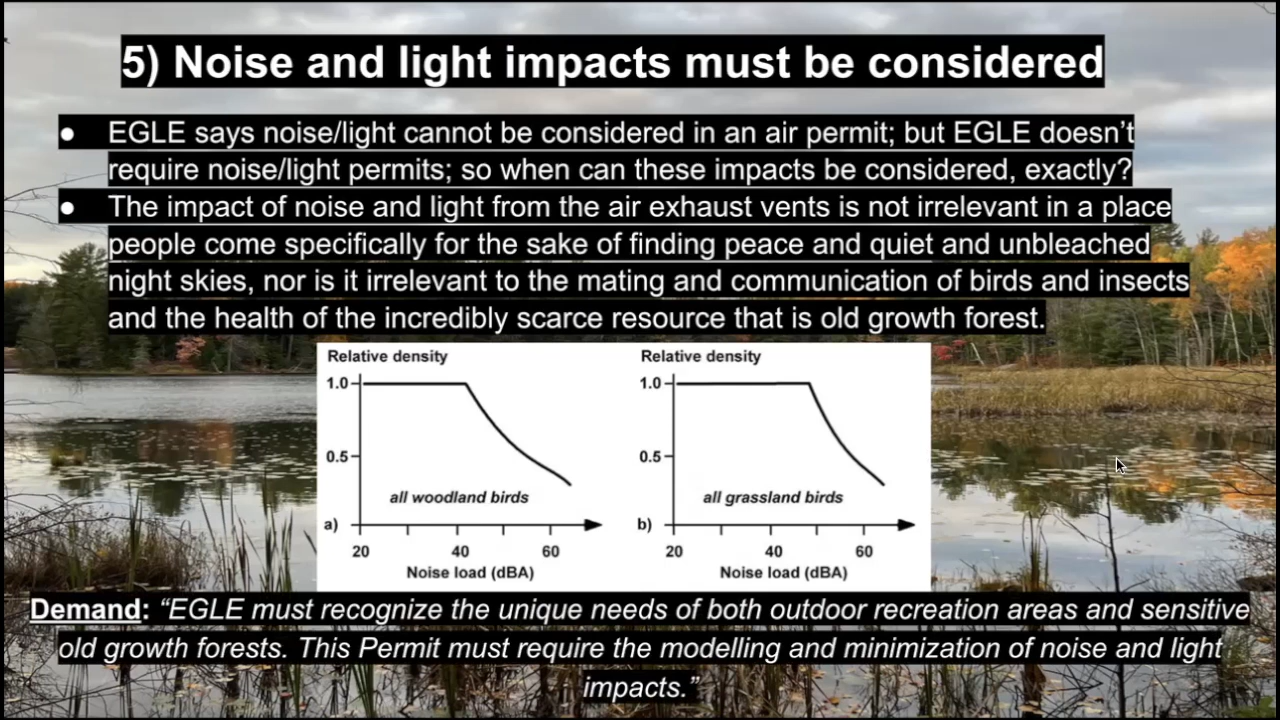 5) Noise and light impacts must be considered
● EGLE says noise/light cannot be considered in an air permit; but EGLE doesn’t
require noise/light permits; so when can these impacts be considered, exactly?
● The impact of noise and light from the air exhaust vents is not irrelevant in a place
people come specifically for the sake of finding peace and quiet and unbleached
night skies, nor is it irrelevant to the mating and communication of birds and insects
and the health of the incredibly scarce resource that is old growth forest.
Relative density
1.0
0.5
all woodland birds
a)
20 40 60
Noise load (dBA)
Relative density
1.0
0.5
all grassland birds
b)
20 40 60
Noise load (dBA)
Demand: “EGLE must recognize the unique needs of both outdoor recreation areas and sensitive
old growth forests. This Permit must require the modelling and minimization of noise and light
impacts.”